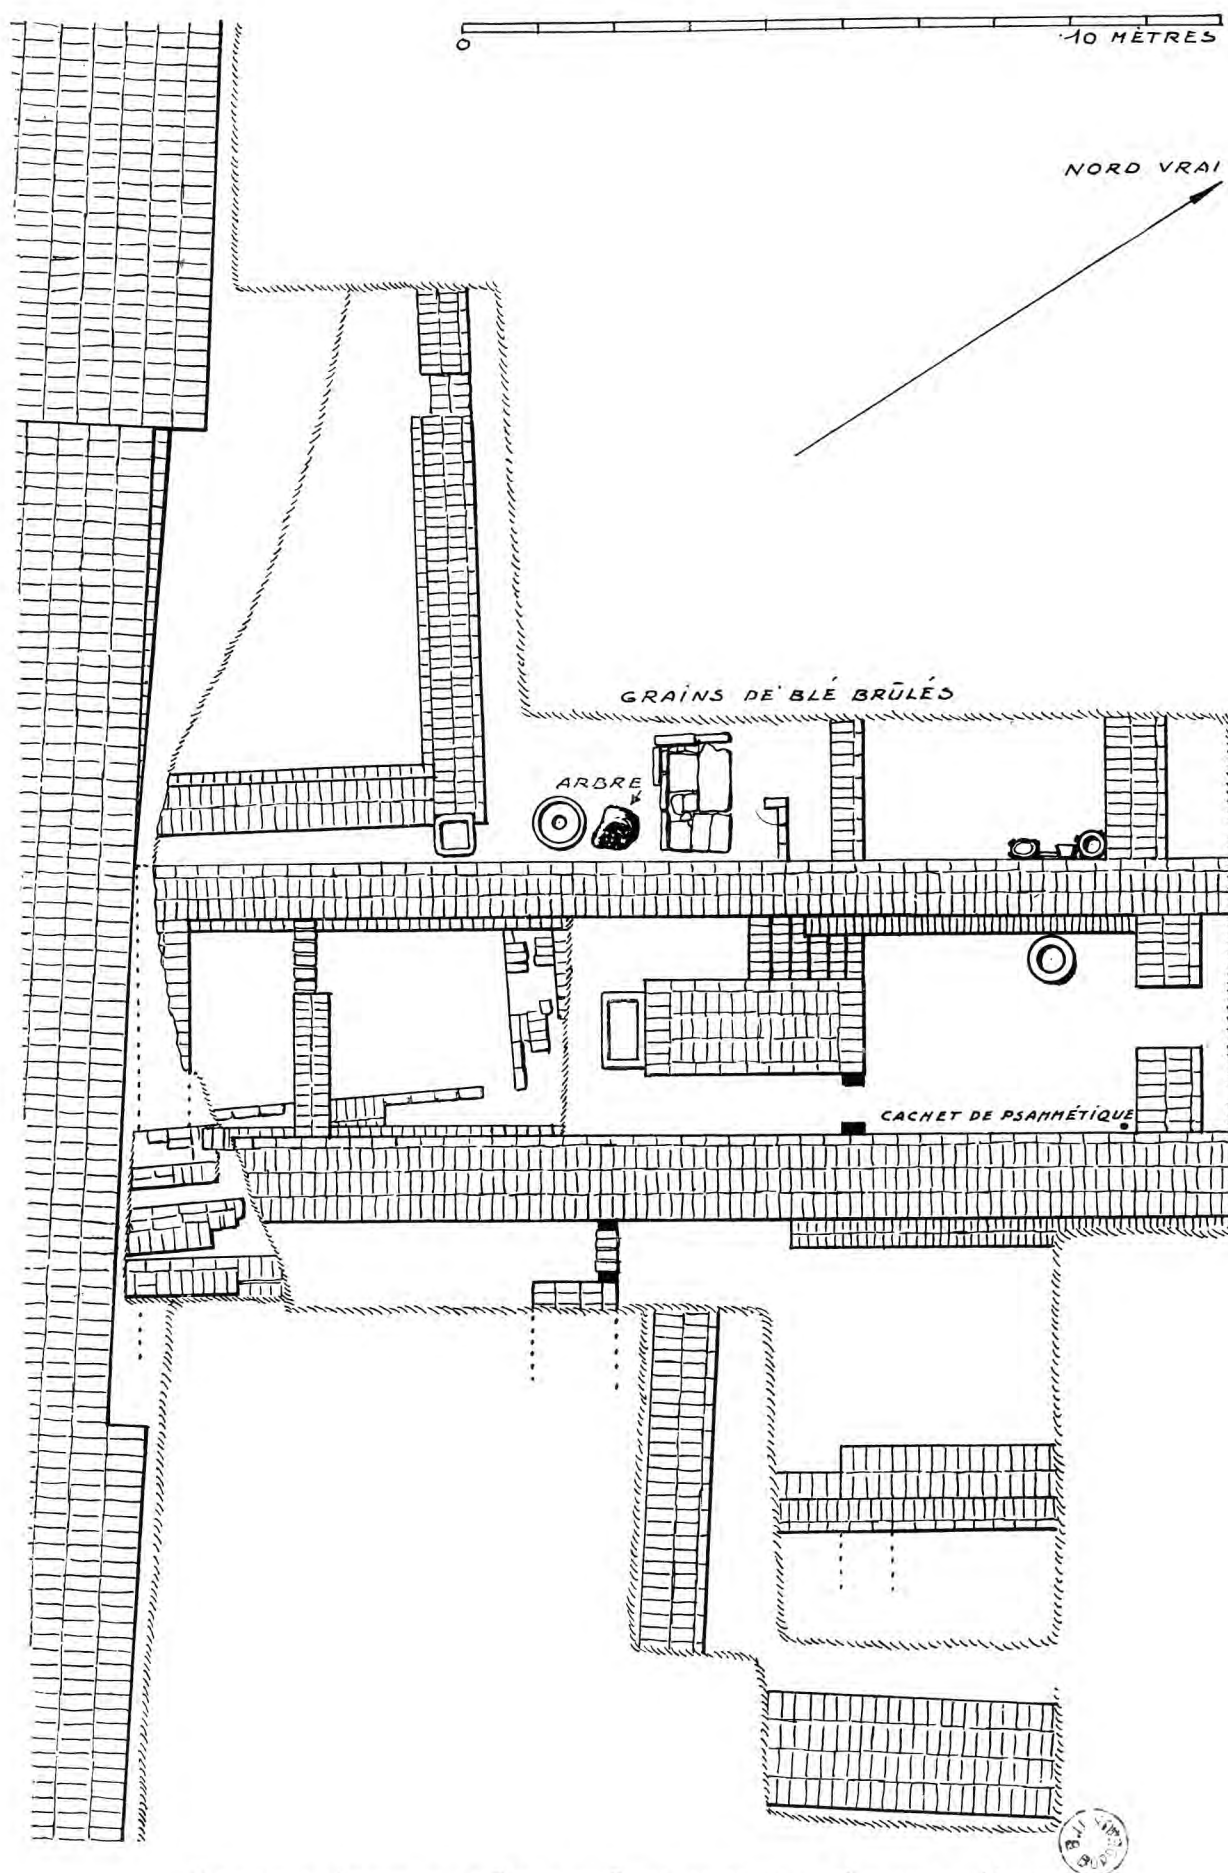 0
10 MÈTRES
NORD VRAI
GRAINS DE BLÉ BRÛLÉS
ARBRE
CACHET DE PSAMMÉTIQUE